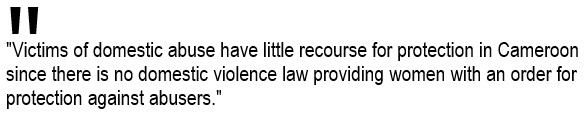 "
"Victims of domestic abuse have little recourse for protection in Cameroon
since there is no domestic violence law providing women with an order for
protection against abusers."